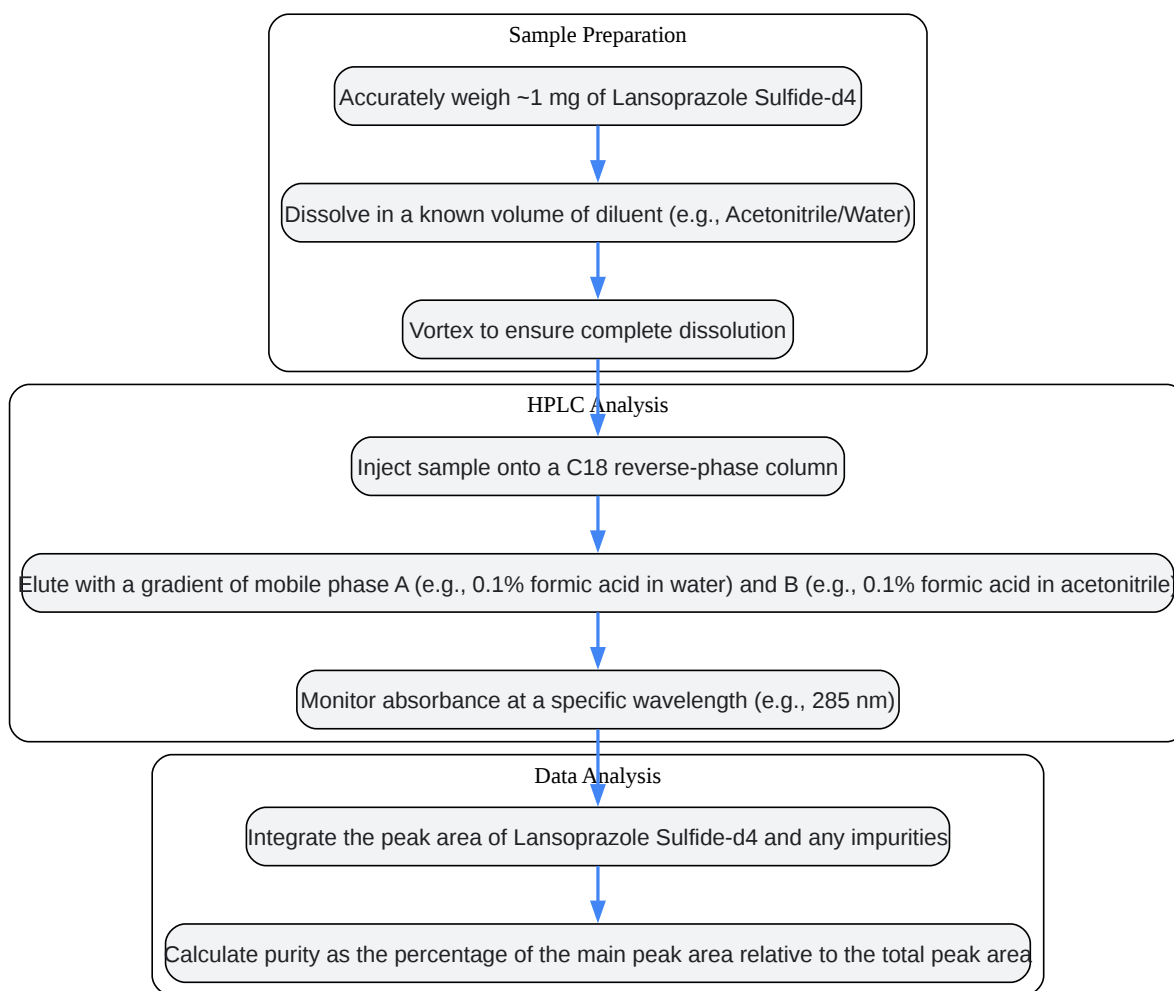 Sample Preparation
Accurately weigh ~1 mg of Lansoprazole Sulfide-d4
Dissolve in a known volume of diluent (e.g., Acetonitrile/Water)
Vortex to ensure complete dissolution
HPLC Analysis
Inject sample onto a C18 reverse-phase column
Elute with a gradient of mobile phase A (e.g., 0.1% formic acid in water) and B (e.g., 0.1% formic acid in acetonitrile)
Monitor absorbance at a specific wavelength (e.g., 285 nm)
Data Analysis
Integrate the peak area of Lansoprazole Sulfide-d4 and any impurities
Calculate purity as the percentage of the main peak area relative to the total peak area